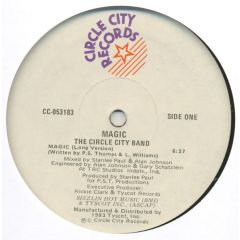 CIRCLE CITY
RECORDS
CC-053183
SIDE ONE
MAGIC
THE CIRCLE CITY BAND
MAGIC (Long Version) 6:37
(Written by P.S. Thomas & L. Williams)
Mixed by Stanlee Paul & Alan Johnson
Engineered by Alan Johnson & Gary Schatzlein
At T.R.C Studios Indpls., Ind.
Produced by Stanlee Paul
for P.S.T. Productions
Executive Producer:
Rickie Clark & Tyscot Records
SIZZLIN HOT MUSIC (BMI)
& TYSCOT INC. (ASCAP)
Manufactured & Distributed by
1983 Tyscot, Inc.
© Circle City Records